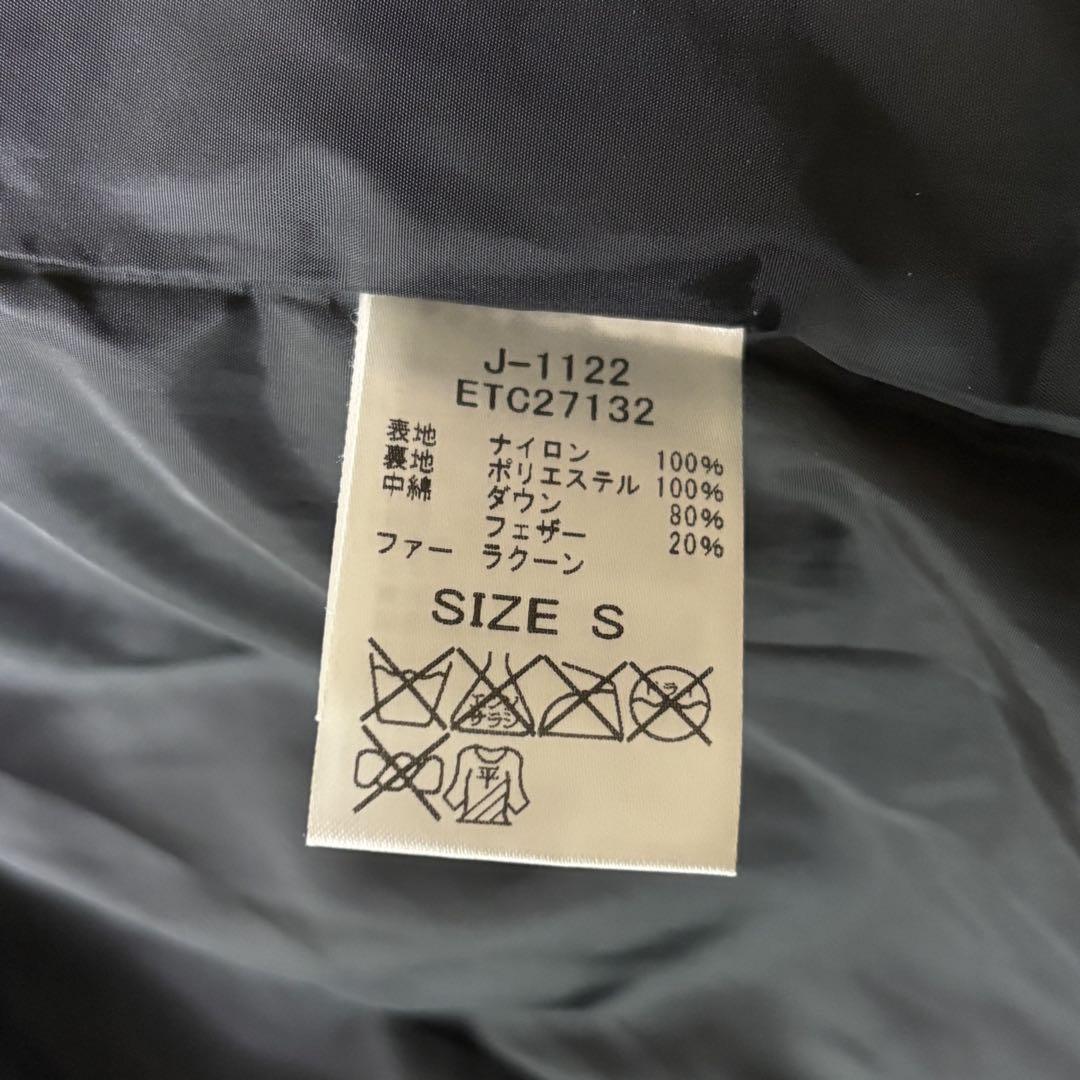 J-1122
ETC27132
表地 ナイロン 100%
裏地 ポリエステル 100%
中綿 ダウン 80%
フェザー 20%
ファー ラクーン
SIZE S
エンソ
サラシ
ドライ
平